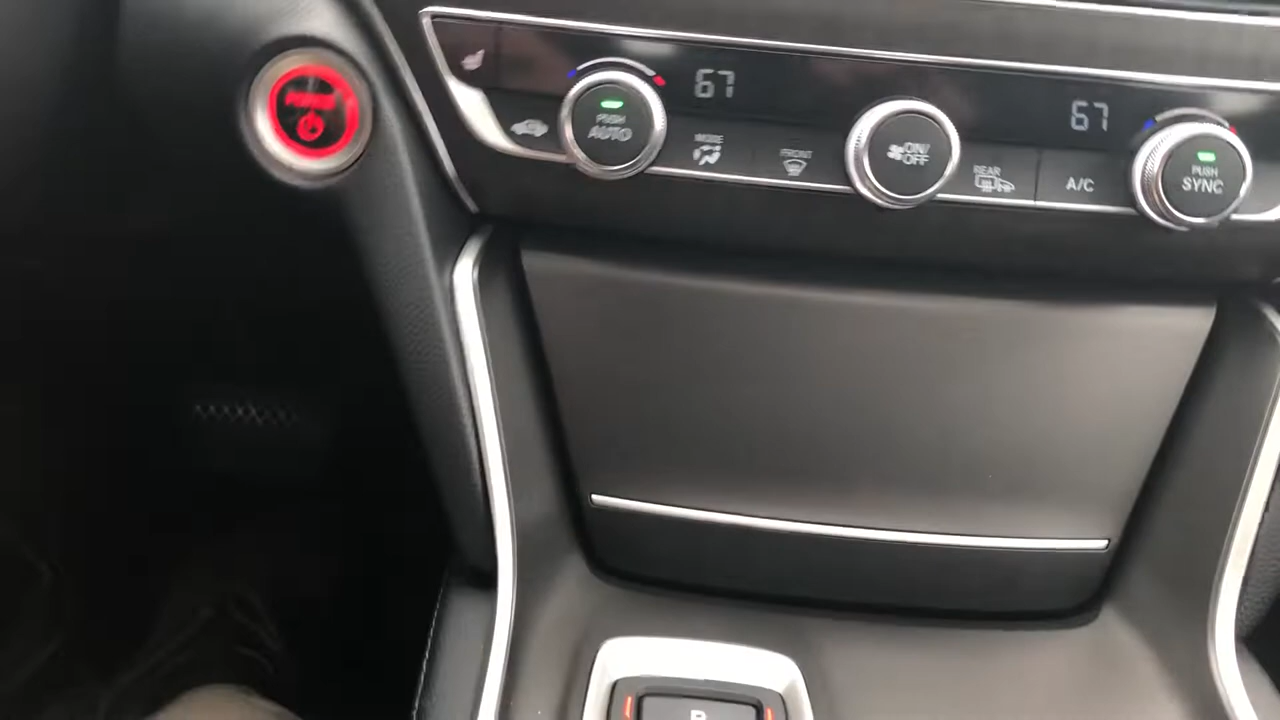 67
PUSH
AUTO
MODE
FRONT
ON/
OFF
REAR
67
A/C
PUSH
SYNC